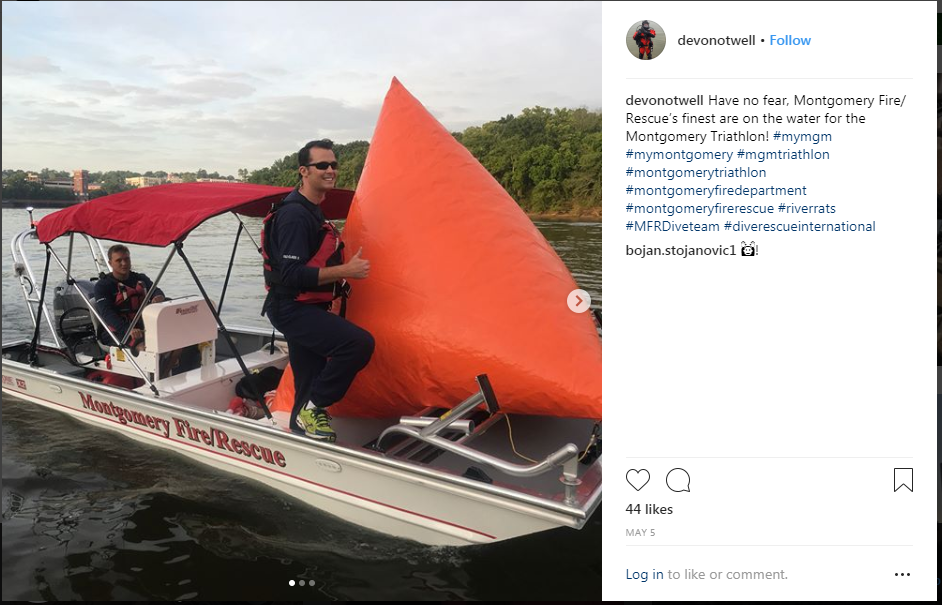 devonotwell • Follow
devonotwell Have no fear, Montgomery Fire/
Rescue's finest are on the water for the
Montgomery Triathlon! #mymgm
#mymontgomery #mgmtriathlon
#montgomerytriathlon
#montgomeryfiredepartment
#montgomeryfirerescue #riverrats
#MFRDiveteam #diverescueinternational
bojan.stojanovic1 !
Montgomery Fire/Rescue
44 likes
MAY 5
Log in to like or comment.